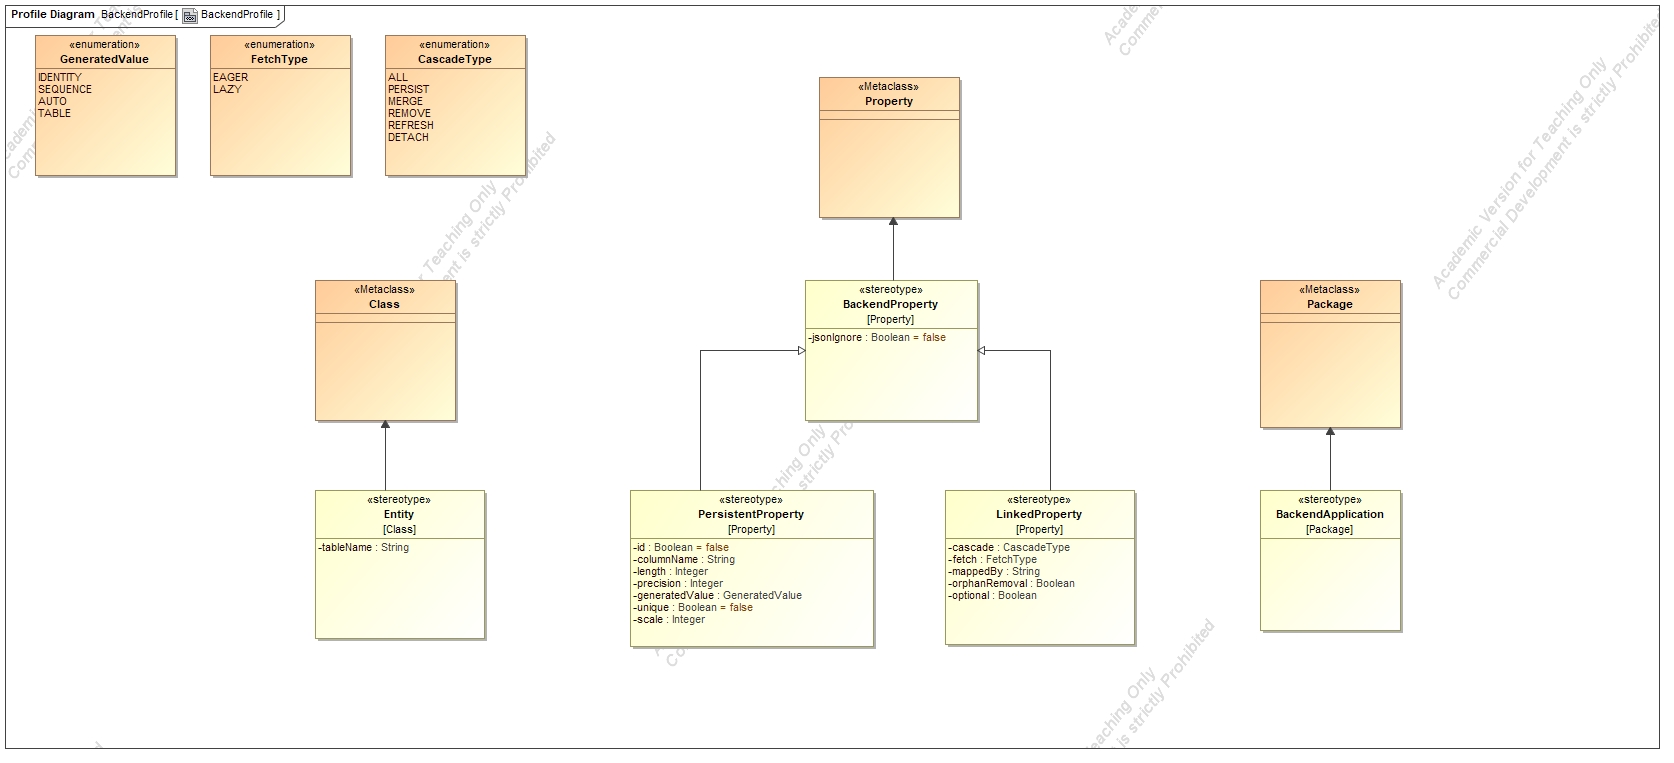 Profile Diagram BackendProfile [ BackendProfile ]
«enumeration»
GeneratedValue
IDENTITY
SEQUENCE
AUTO
TABLE
«enumeration»
FetchType
EAGER
LAZY
«enumeration»
CascadeType
ALL
PERSIST
MERGE
REMOVE
REFRESH
DETACH
«Metaclass»
Property
«Metaclass»
Class
«stereotype»
BackendProperty
[Property]
-jsonIgnore : Boolean = false
«Metaclass»
Package
«stereotype»
Entity
[Class]
-tableName : String
«stereotype»
PersistentProperty
[Property]
-id : Boolean = false
-columnName : String
-length : Integer
-precision : Integer
-generatedValue : GeneratedValue
-unique : Boolean = false
-scale : Integer
«stereotype»
LinkedProperty
[Property]
-cascade : CascadeType
-fetch : FetchType
-mappedBy : String
-orphanRemoval : Boolean
-optional : Boolean
«stereotype»
BackendApplication
[Package]
Academic Version for Teaching Only
Commercial Development is strictly Prohibited